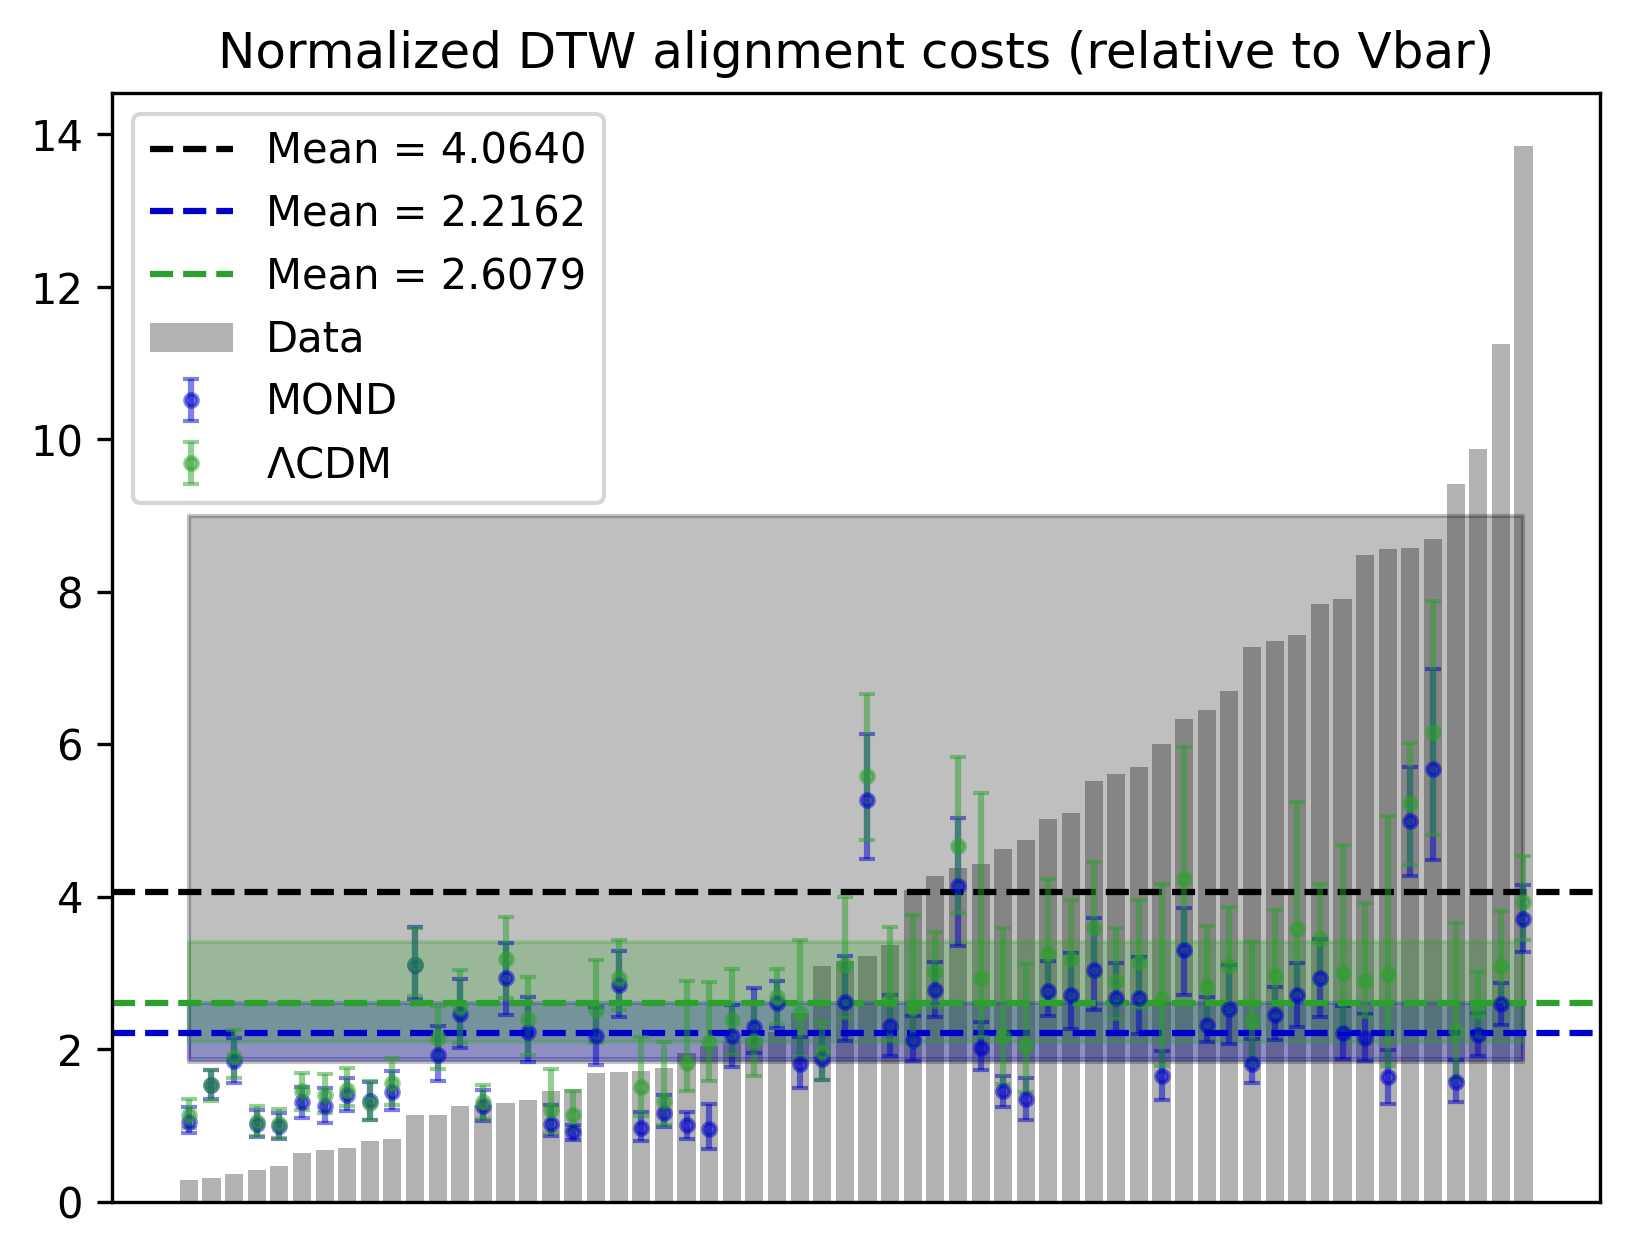 Normalized DTW alignment costs (relative to Vbar)
14
12
10
8
6
4
2
0
Mean = 4.0640
Mean = 2.2162
Mean = 2.6079
Data
MOND
ΛCDM